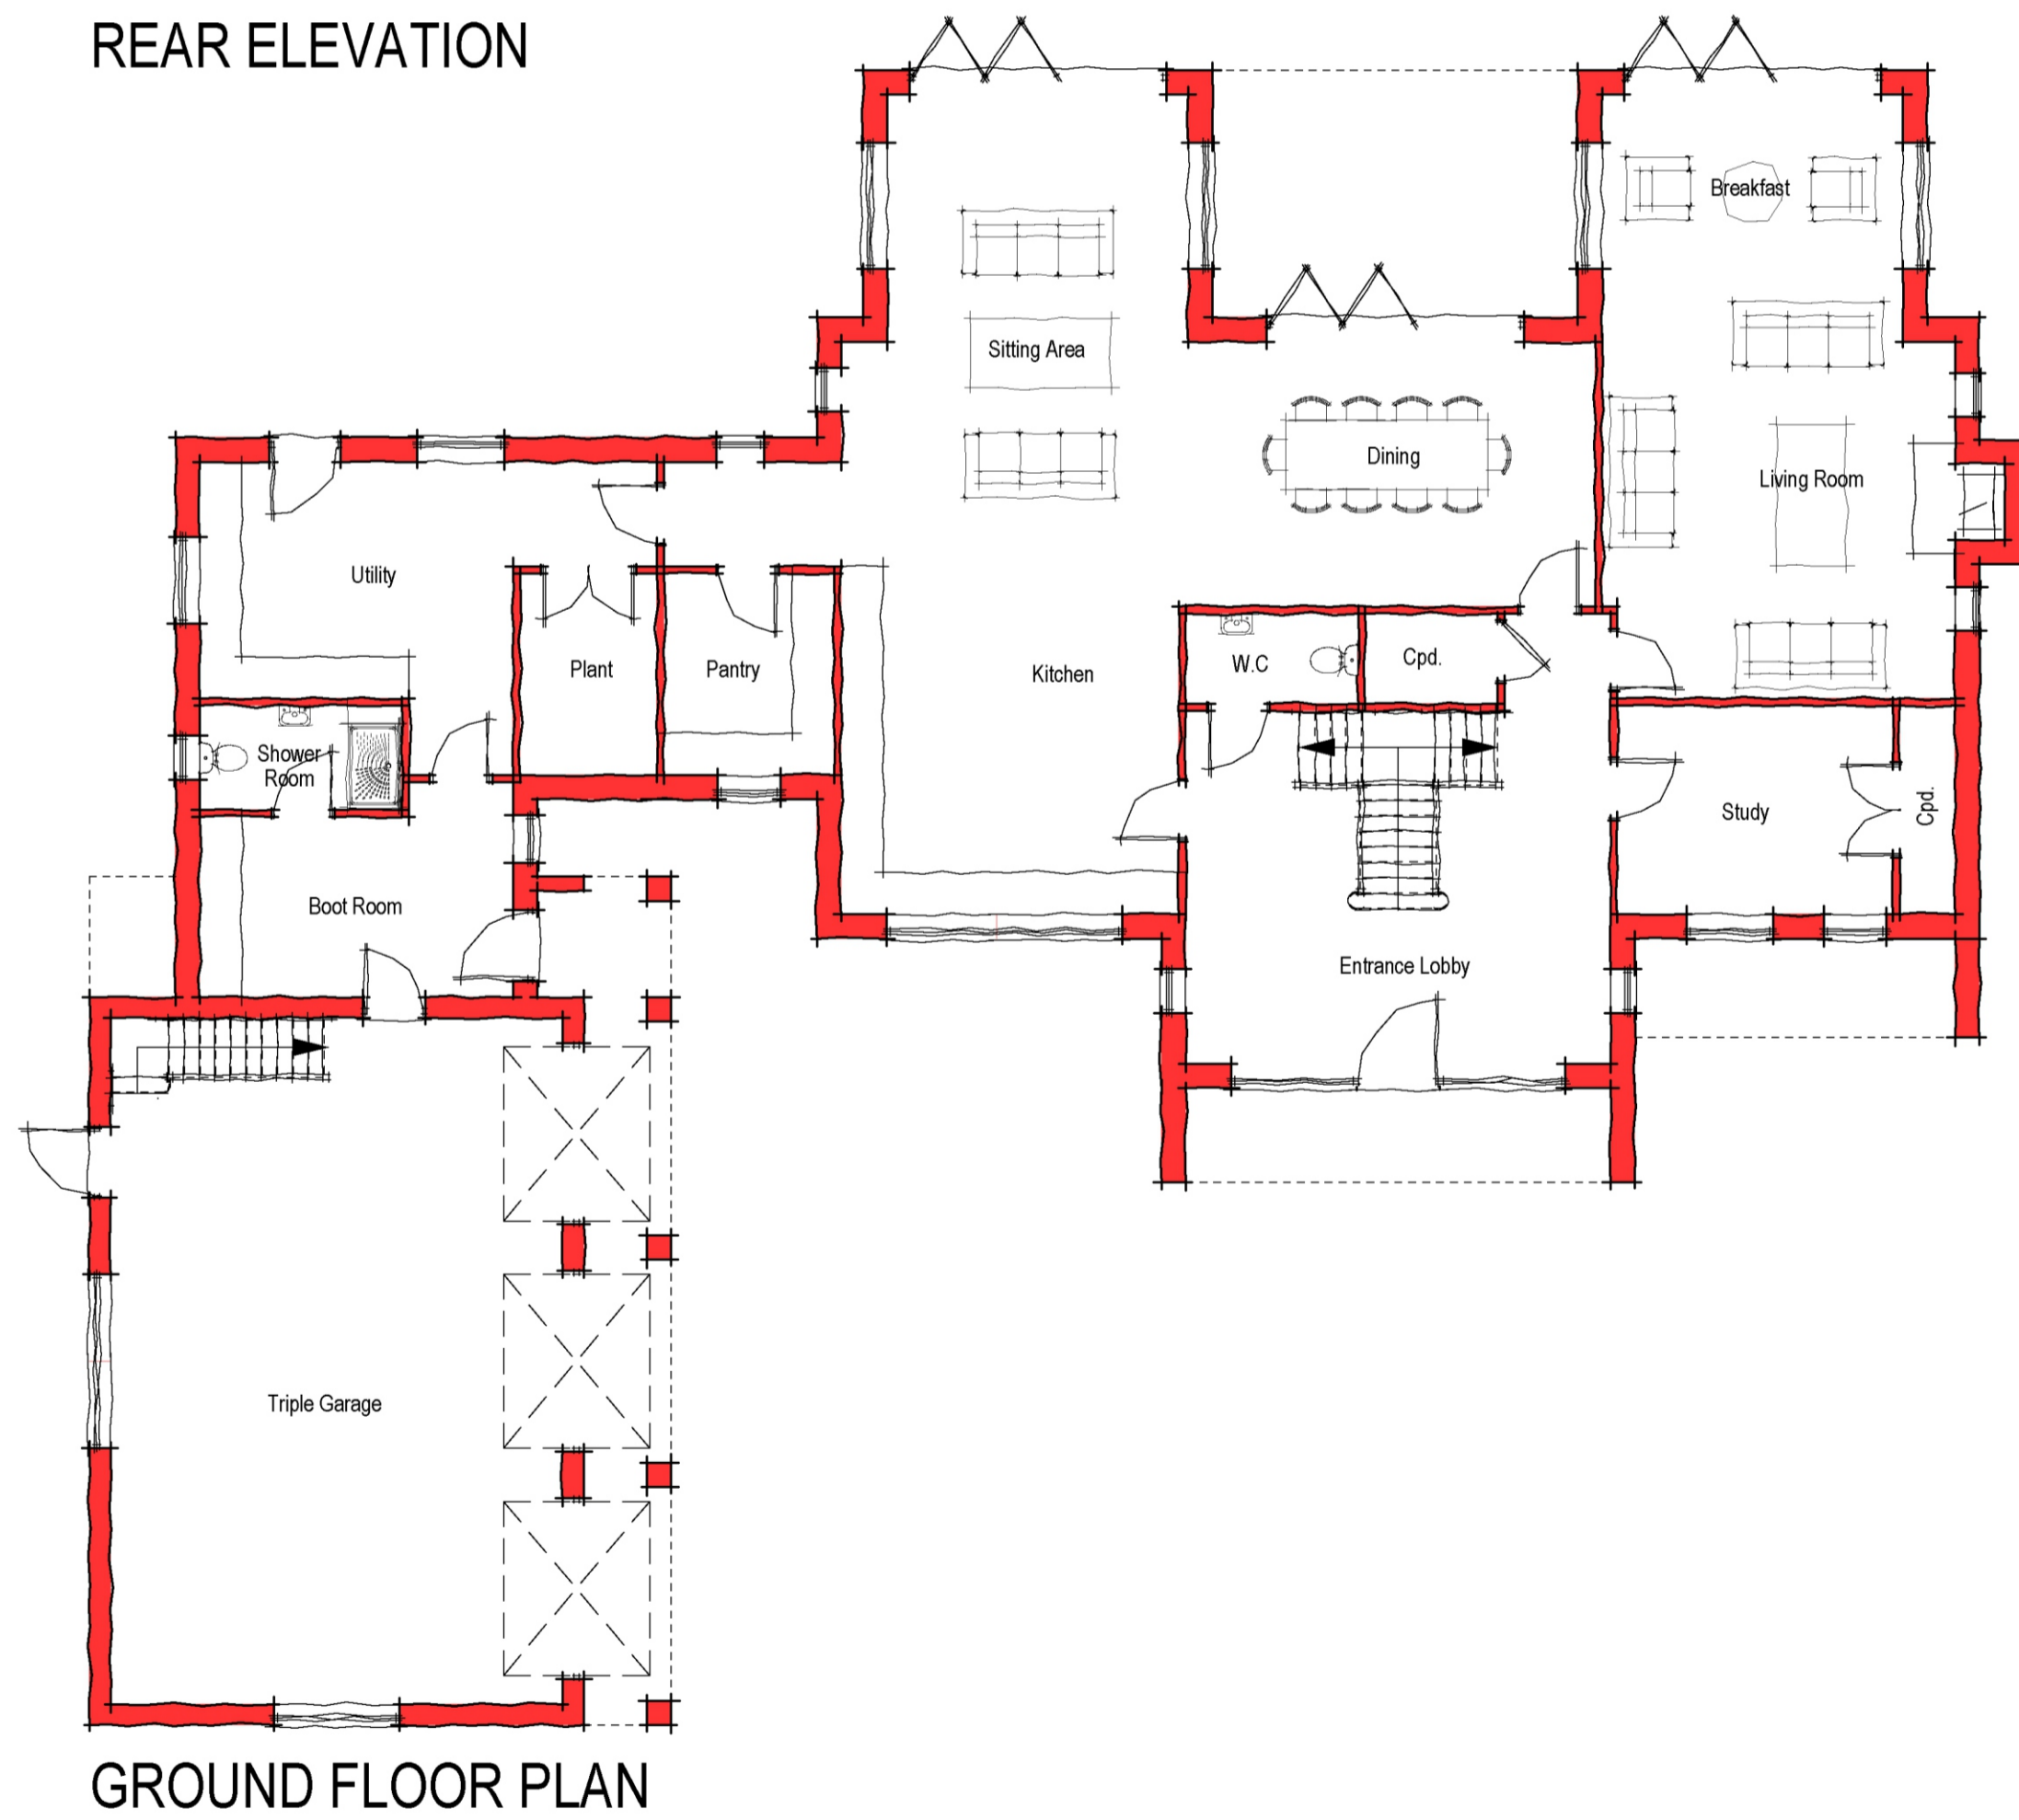 REAR ELEVATION
Breakfast
Sitting Area
Dining
Living Room
Utility
Plant
Pantry
Kitchen
W.C
Cpd.
Shower
Room
Study
Cpd.
Boot Room
Entrance Lobby
Triple Garage
GROUND FLOOR PLAN